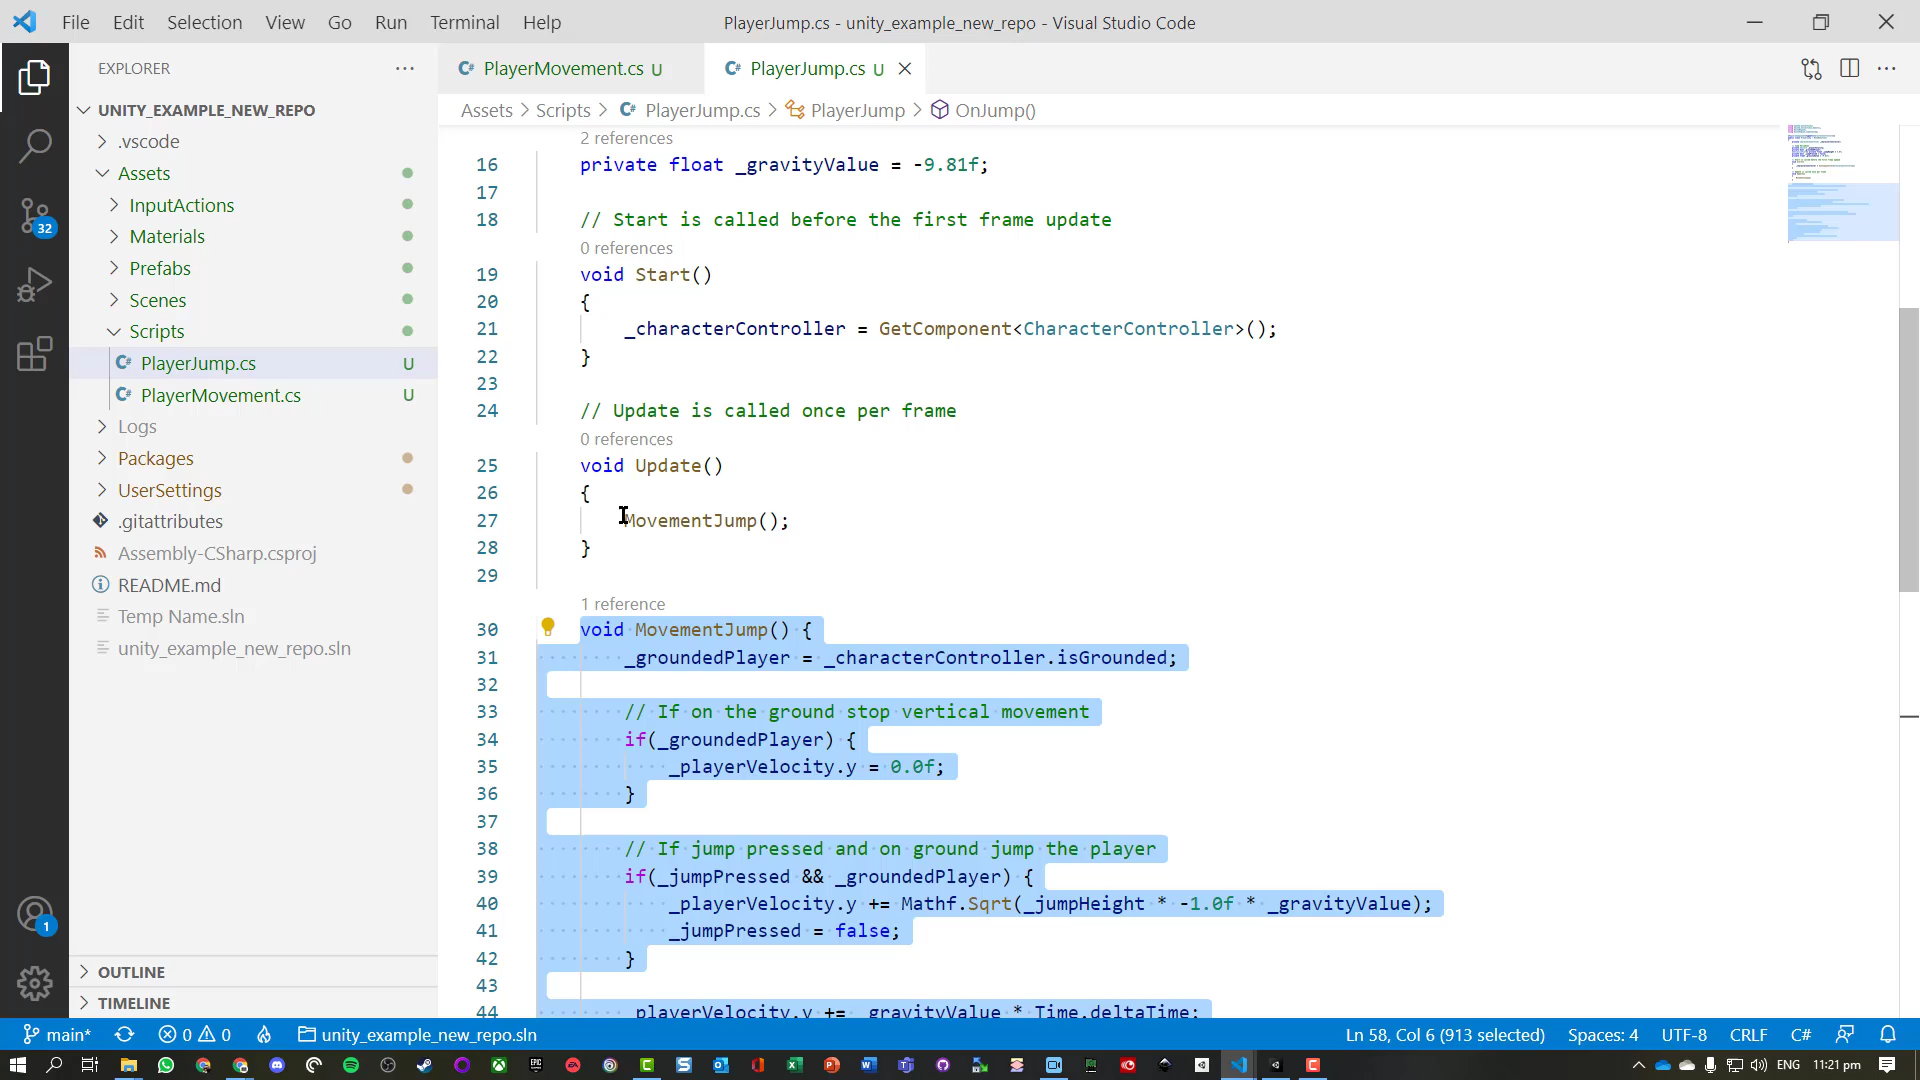 File Edit Selection View Go Run Terminal Help
PlayerJump.cs - unity_example_new_repo - Visual Studio Code
EXPLORER
UNITY_EXAMPLE_NEW_REPO
.vscode
Assets
InputActions
Materials
Prefabs
Scenes
Scripts
PlayerJump.cs U
PlayerMovement.cs U
Logs
Packages
UserSettings
.gitattributes
Assembly-CSharp.csproj
README.md
Temp Name.sln
unity_example_new_repo.sln
OUTLINE
TIMELINE
32
1
PlayerMovement.cs U
PlayerJump.cs U
Assets > Scripts > PlayerJump.cs > PlayerJump > OnJump()
2 references
16 private float _gravityValue = -9.81f;
17
18 // Start is called before the first frame update
0 references
19 void Start()
20 {
21 _characterController = GetComponent<CharacterController>();
22 }
23
24 // Update is called once per frame
0 references
25 void Update()
26 {
27 MovementJump();
28 }
29
1 reference
30 void MovementJump() {
31 _groundedPlayer = _characterController.isGrounded;
32
33 // If on the ground stop vertical movement
34 if(_groundedPlayer) {
35 _playerVelocity.y = 0.0f;
36 }
37
38 // If jump pressed and on ground jump the player
39 if(_jumpPressed && _groundedPlayer) {
40 _playerVelocity.y += Mathf.Sqrt(_jumpHeight * -1.0f * _gravityValue);
41 _jumpPressed = false;
42 }
43
44 _playerVelocity.y += _gravityValue * Time.deltaTime;
main* 0 0 unity_example_new_repo.sln
Ln 58, Col 6 (913 selected) Spaces: 4 UTF-8 CRLF C#
ENG 11:21 pm